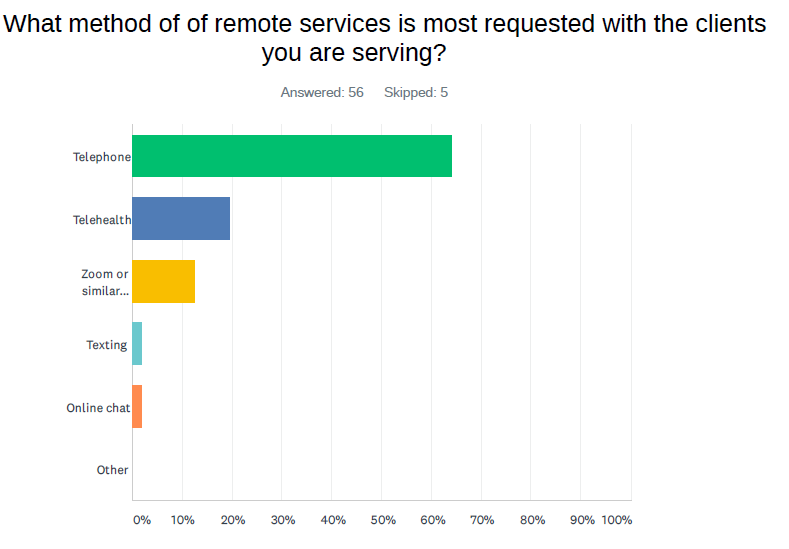 What method of of remote services is most requested with the clients
you are serving?
Answered: 56 Skipped: 5
Telephone
Telehealth
Zoom or
similar...
Texting
Online chat
Other
0% 10% 20% 30% 40% 50% 60% 70% 80% 90% 100%